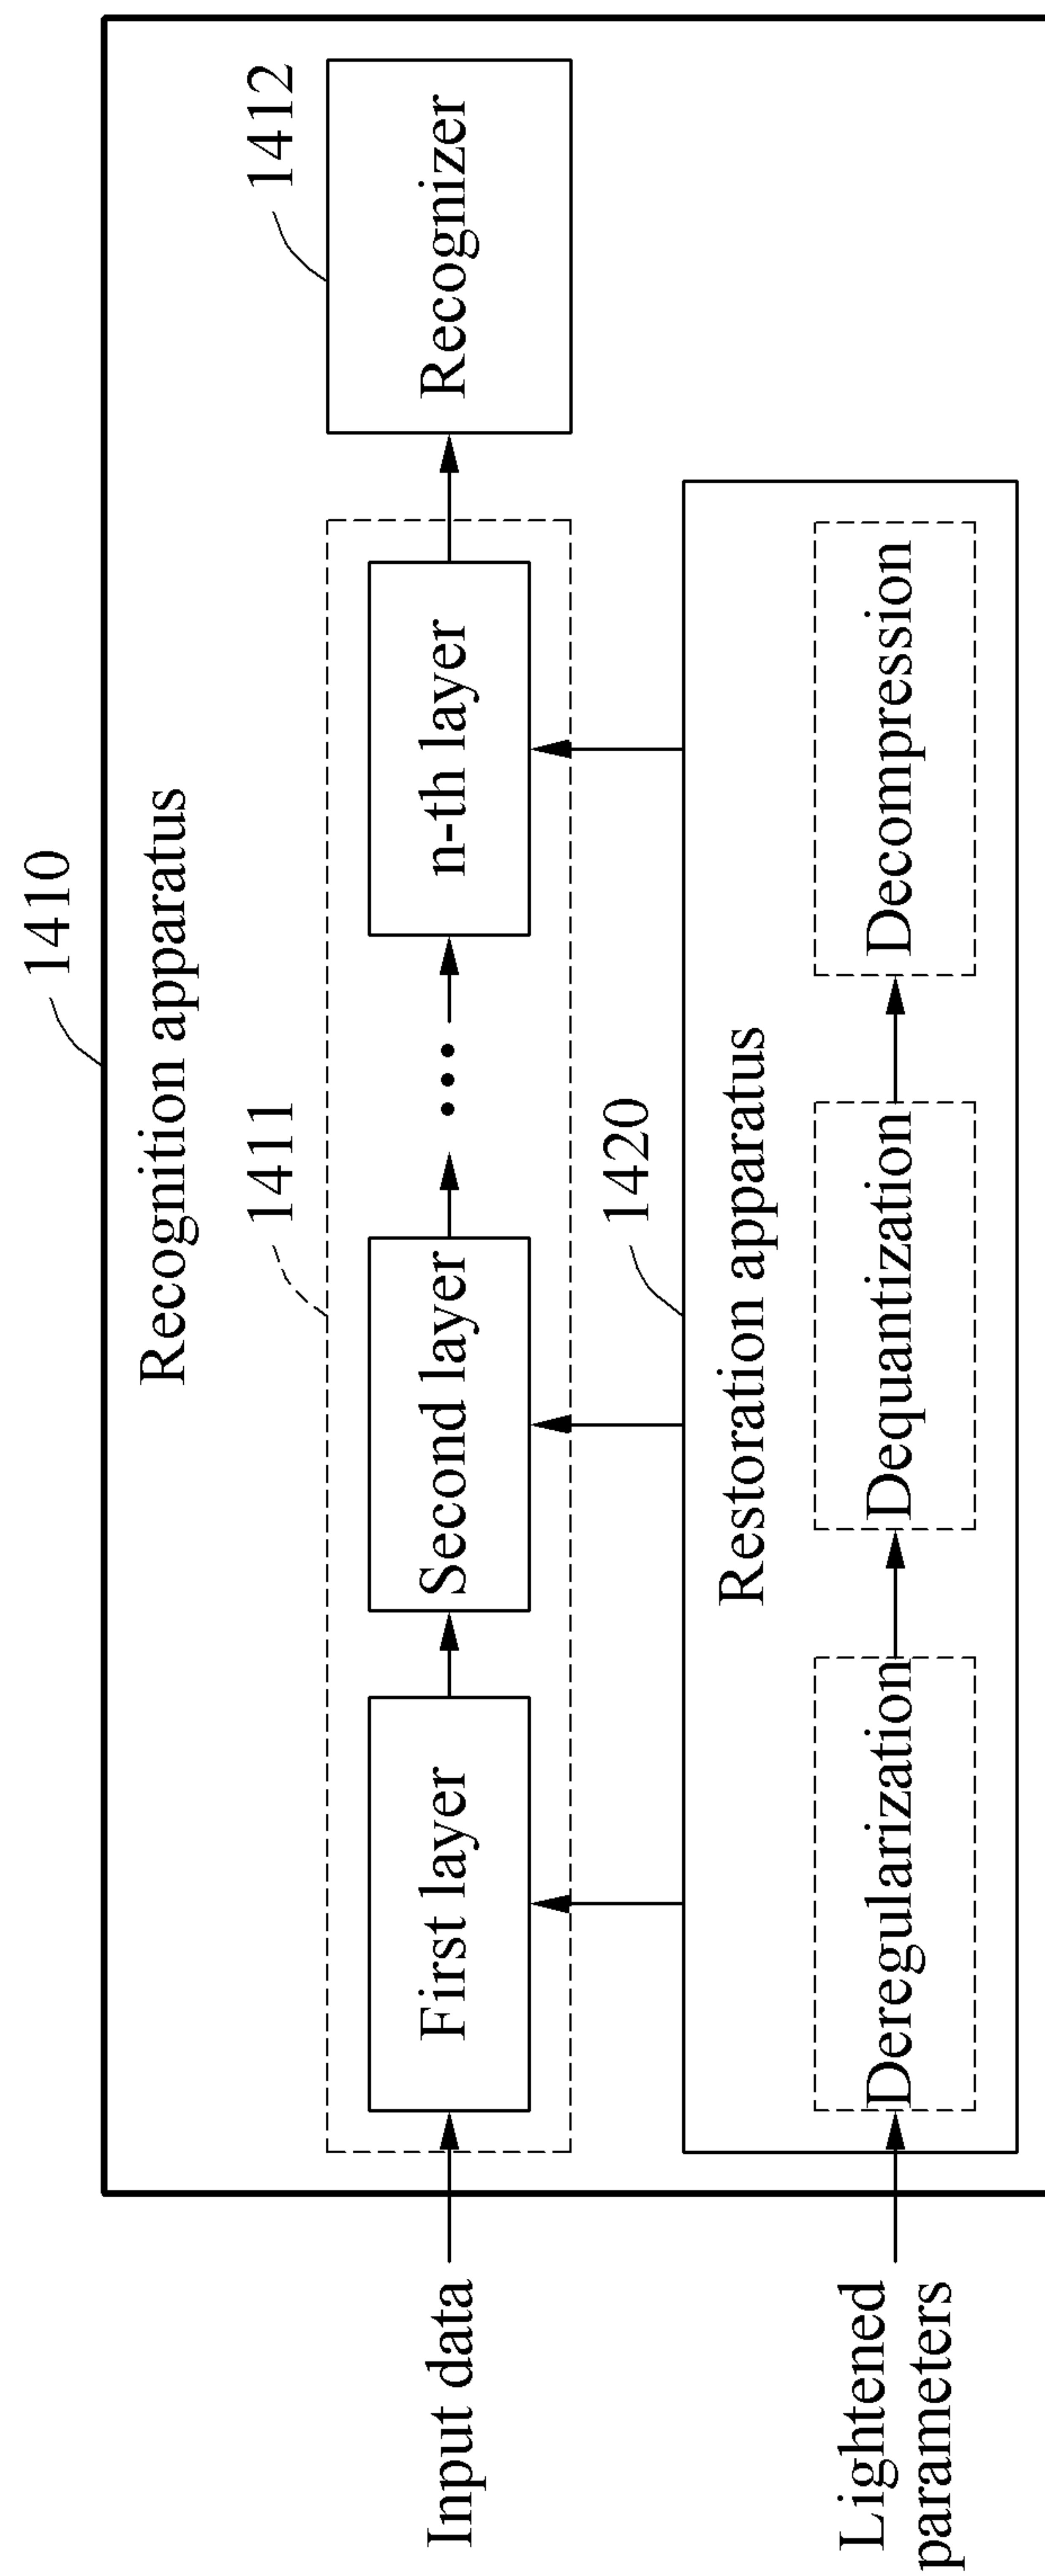 1410
Recognition apparatus
1411
1412
Input data
First layer
Second layer
...
n-th layer
Recognizer
1420
Restoration apparatus
Lightened
parameters
Deregularization
Dequantization
Decompression